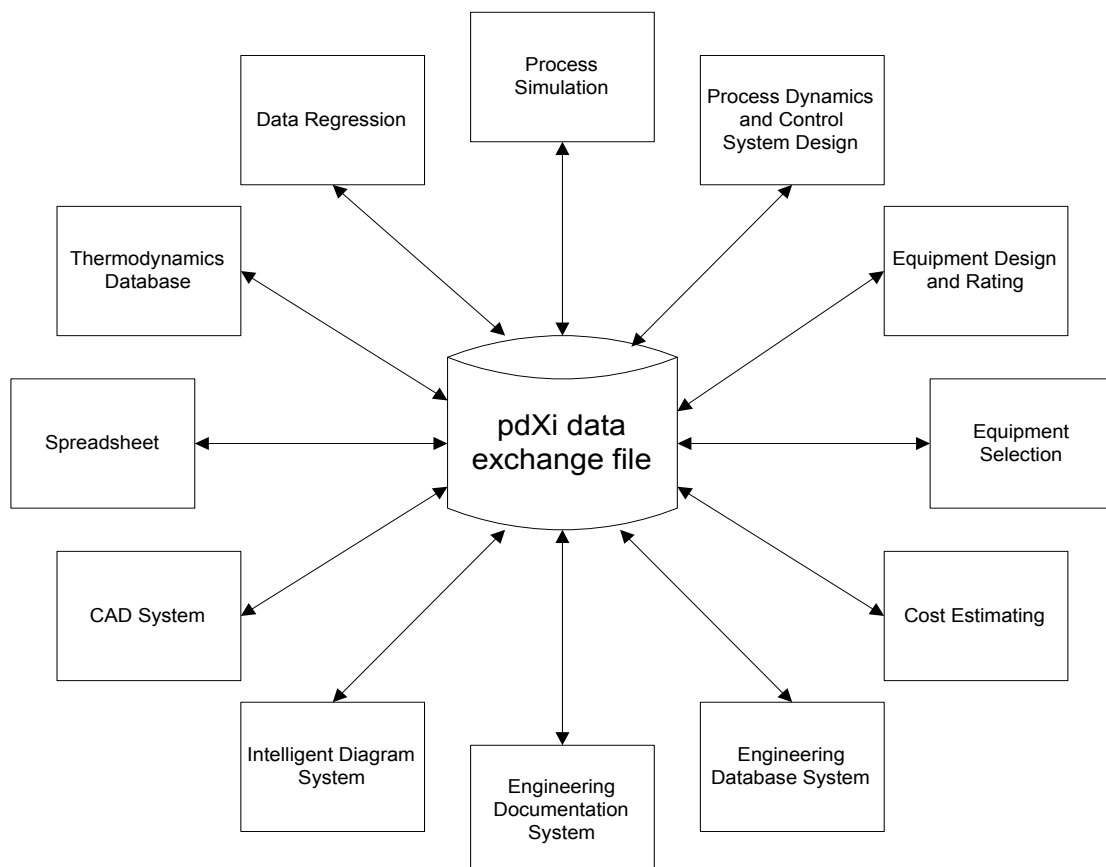 Process
Simulation
Data Regression
Process Dynamics
and Control
System Design
Thermodynamics
Database
Equipment Design
and Rating
Spreadsheet
pdXi data
exchange file
Equipment
Selection
CAD System
Cost Estimating
Intelligent Diagram
System
Engineering
Documentation
System
Engineering
Database System